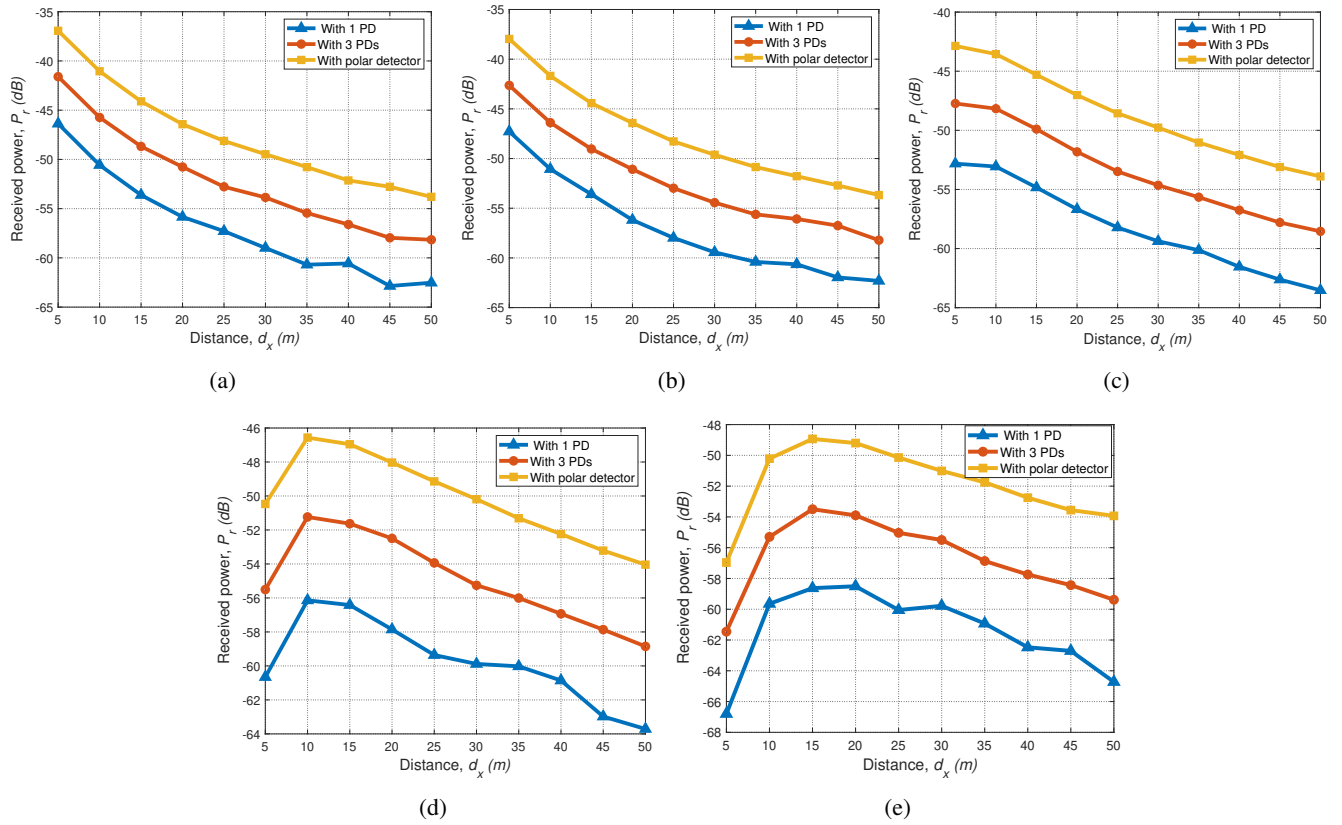 -35
-40
-45
-50
-55
-60
-65
Received power, P_r (dB)
With 1 PD
With 3 PDs
With polar detector
5 10 15 20 25 30 35 40 45 50
Distance, d_x (m)
(a)
-35
-40
-45
-50
-55
-60
-65
Received power, P_r (dB)
With 1 PD
With 3 PDs
With polar detector
5 10 15 20 25 30 35 40 45 50
Distance, d_x (m)
(b)
-40
-45
-50
-55
-60
-65
Received power, P_r (dB)
With 1 PD
With 3 PDs
With polar detector
5 10 15 20 25 30 35 40 45 50
Distance, d_x (m)
(c)
-46
-48
-50
-52
-54
-56
-58
-60
-62
-64
Received power, P_r (dB)
With 1 PD
With 3 PDs
With polar detector
5 10 15 20 25 30 35 40 45 50
Distance, d_x (m)
(d)
-48
-50
-52
-54
-56
-58
-60
-62
-64
-66
-68
Received power, P_r (dB)
With 1 PD
With 3 PDs
With polar detector
5 10 15 20 25 30 35 40 45 50
Distance, d_x (m)
(e)